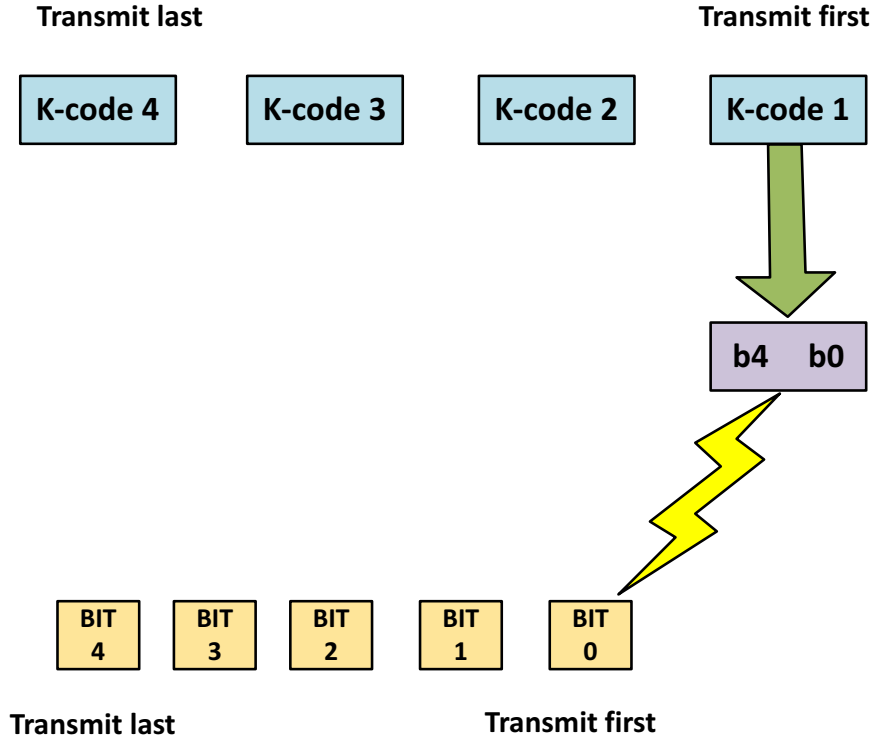 Transmit last Transmit first
K-code 4 K-code 3 K-code 2 K-code 1
b4 b0
BIT BIT BIT BIT BIT
4 3 2 1 0
Transmit last Transmit first